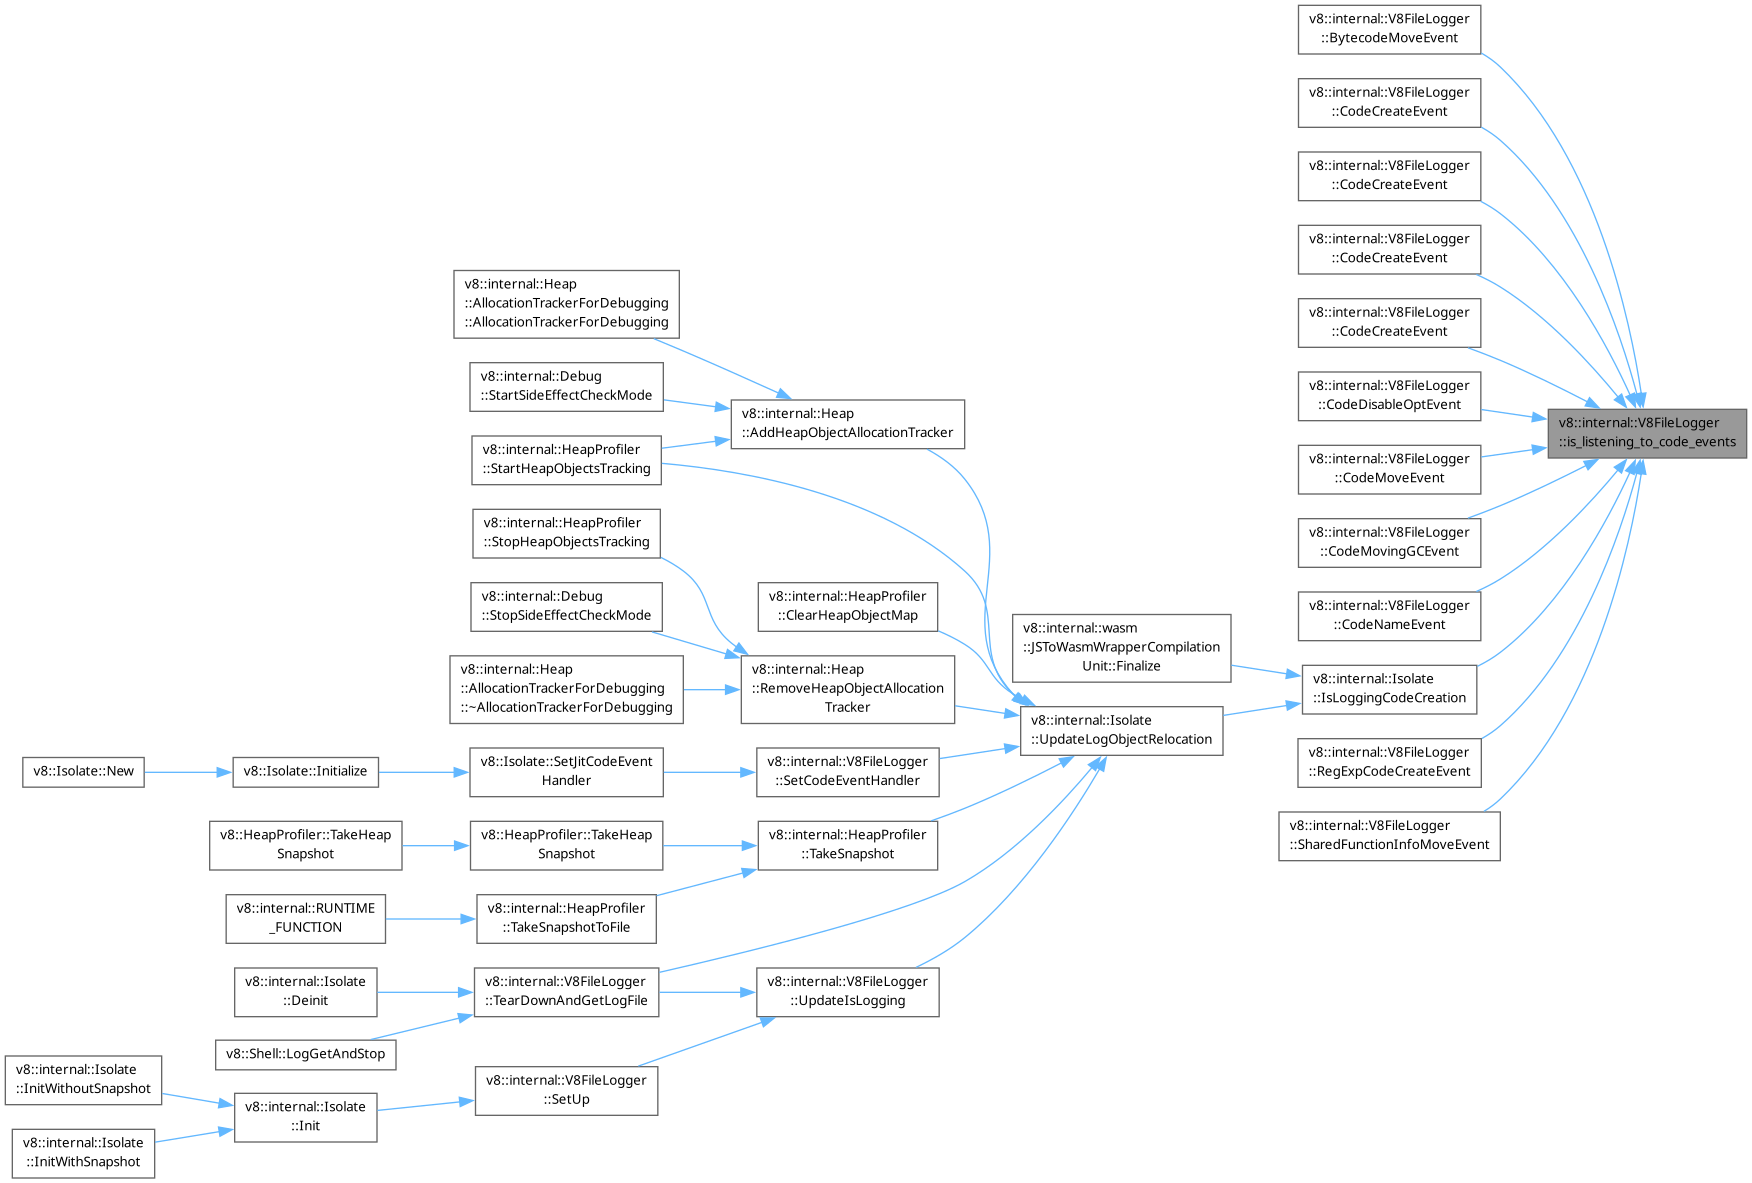 v8::internal::V8FileLogger
::BytecodeMoveEvent
v8::internal::V8FileLogger
::CodeCreateEvent
v8::internal::V8FileLogger
::CodeCreateEvent
v8::internal::V8FileLogger
::CodeCreateEvent
v8::internal::V8FileLogger
::CodeCreateEvent
v8::internal::V8FileLogger
::CodeDisableOptEvent
v8::internal::V8FileLogger
::is_listening_to_code_events
v8::internal::V8FileLogger
::CodeMoveEvent
v8::internal::V8FileLogger
::CodeMovingGCEvent
v8::internal::V8FileLogger
::CodeNameEvent
v8::internal::Isolate
::IsLoggingCodeCreation
v8::internal::V8FileLogger
::RegExpCodeCreateEvent
v8::internal::V8FileLogger
::SharedFunctionInfoMoveEvent
v8::internal::wasm
::JSToWasmWrapperCompilation
Unit::Finalize
v8::internal::Isolate
::UpdateLogObjectRelocation
v8::internal::Heap
::AddHeapObjectAllocationTracker
v8::internal::Heap
::AllocationTrackerForDebugging
::AllocationTrackerForDebugging
v8::internal::Debug
::StartSideEffectCheckMode
v8::internal::HeapProfiler
::StartHeapObjectsTracking
v8::internal::HeapProfiler
::ClearHeapObjectMap
v8::internal::Heap
::RemoveHeapObjectAllocation
Tracker
v8::internal::HeapProfiler
::StopHeapObjectsTracking
v8::internal::Debug
::StopSideEffectCheckMode
v8::internal::Heap
::AllocationTrackerForDebugging
::~AllocationTrackerForDebugging
v8::internal::V8FileLogger
::SetCodeEventHandler
v8::Isolate::SetJitCodeEvent
Handler
v8::Isolate::Initialize
v8::Isolate::New
v8::internal::HeapProfiler
::TakeSnapshot
v8::HeapProfiler::TakeHeap
Snapshot
v8::HeapProfiler::TakeHeap
Snapshot
v8::internal::HeapProfiler
::TakeSnapshotToFile
v8::internal::RUNTIME
_FUNCTION
v8::internal::V8FileLogger
::UpdateIsLogging
v8::internal::V8FileLogger
::TearDownAndGetLogFile
v8::internal::Isolate
::Deinit
v8::Shell::LogGetAndStop
v8::internal::V8FileLogger
::SetUp
v8::internal::Isolate
::Init
v8::internal::Isolate
::InitWithoutSnapshot
v8::internal::Isolate
::InitWithSnapshot